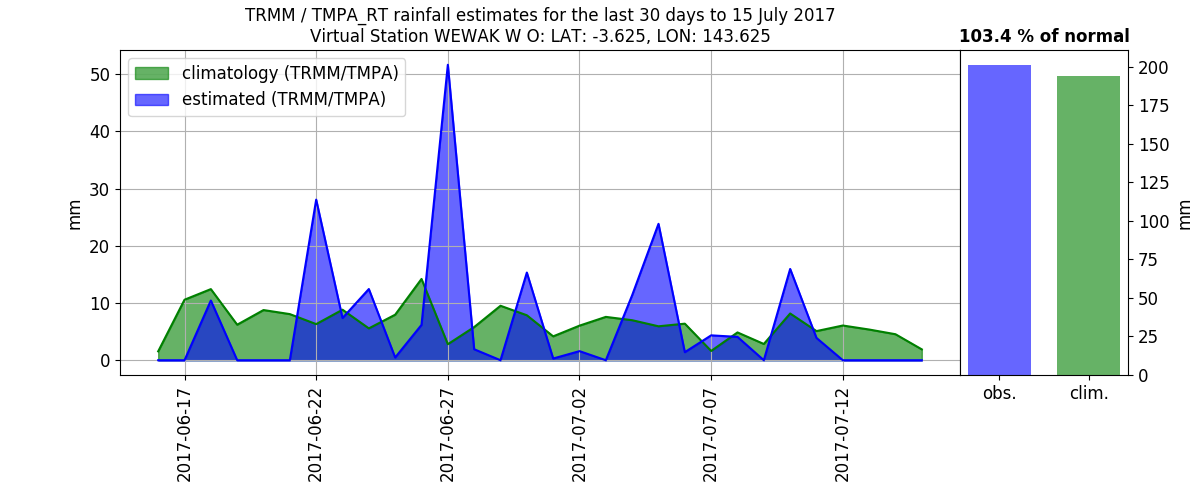 TRMM / TMPA_RT rainfall estimates for the last 30 days to 15 July 2017
Virtual Station WEWAK W O: LAT: -3.625, LON: 143.625
103.4 % of normal
climatology (TRMM/TMPA)
estimated (TRMM/TMPA)
50
40
30
20
10
0
mm
2017-06-17
2017-06-22
2017-06-27
2017-07-02
2017-07-07
2017-07-12
200
175
150
125
100
75
50
25
0
mm
obs.
clim.